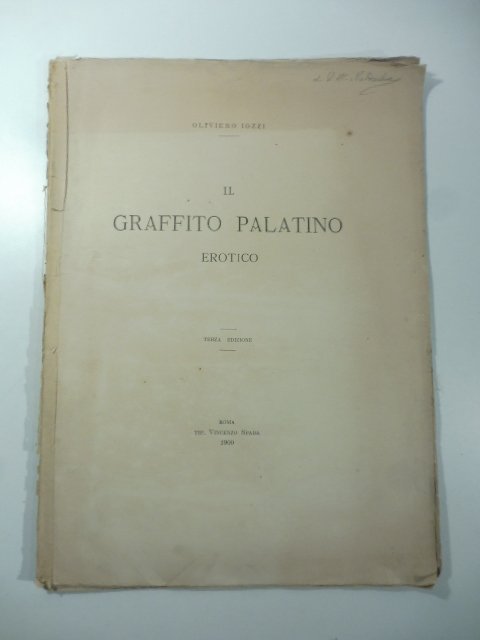 OLIVIERO IOZZI
IL
GRAFFITO PALATINO
EROTICO
TERZA EDIZIONE
ROMA
TIP. VINCENZO SPADA
1900